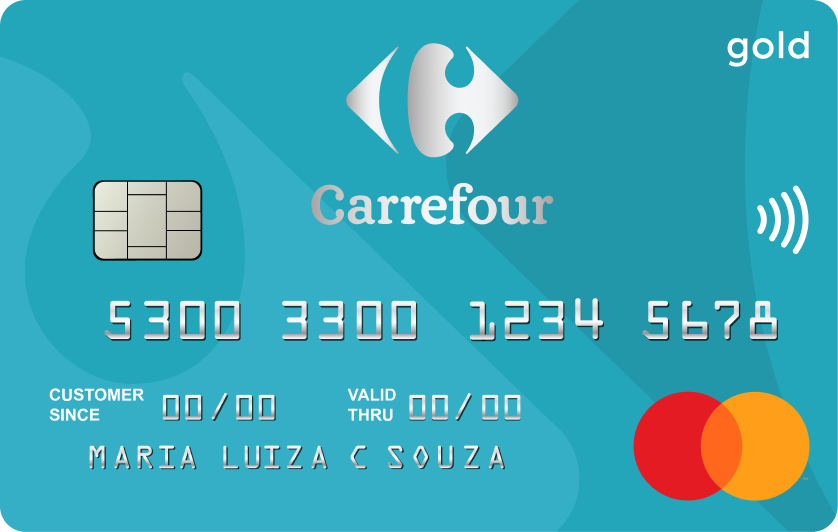 gold
Carrefour
5300 3300 1234 5678
CUSTOMER SINCE 00/00 VALID THRU 00/00
MARIA LUIZA C SOUZA